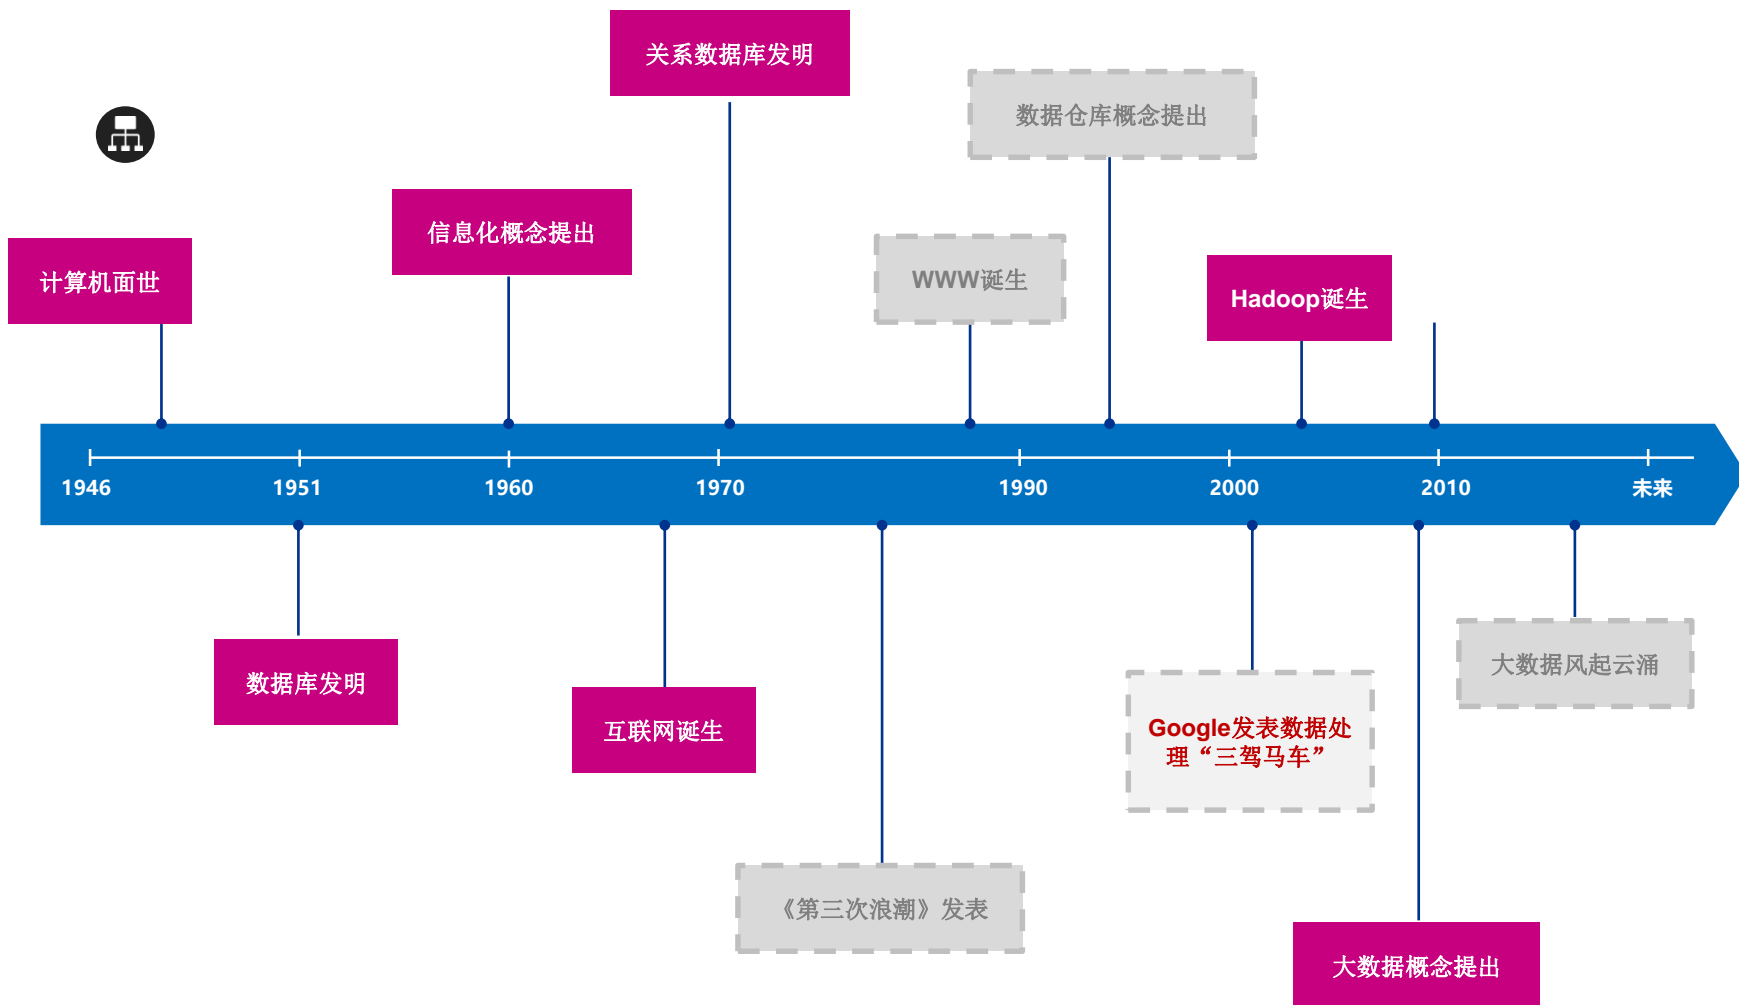 关系数据库发明
数据仓库概念提出
信息化概念提出
WWW诞生
计算机面世
Hadoop诞生
1946
1951
1960
1970
1990
2000
2010
未来
数据库发明
互联网诞生
大数据风起云涌
Google发表数据处
理“三驾马车”
《第三次浪潮》发表
大数据概念提出